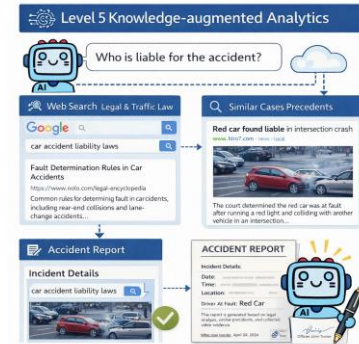 Level 5 Knowledge-augmented Analytics
Who is liable for the accident?
AI
Web Search Legal & Traffic Law
Google
car accident liability laws
Fault Determination Rules in Car
Accidents
Common rules for determing fault in caridents,
including rear-end collisions and lane-
change accidents...
Similar Cases Precedents
Red car found liable in intersection crash
The court determined the red car was at fault
after running a red light and colliding with another
vehicle in an intersection...
Accident Report
Incident Details
car accident liability laws
ACCIDENT REPORT
Incident Details:
Date:
Time:
Location:
Driver At Fault: Red Car
AI